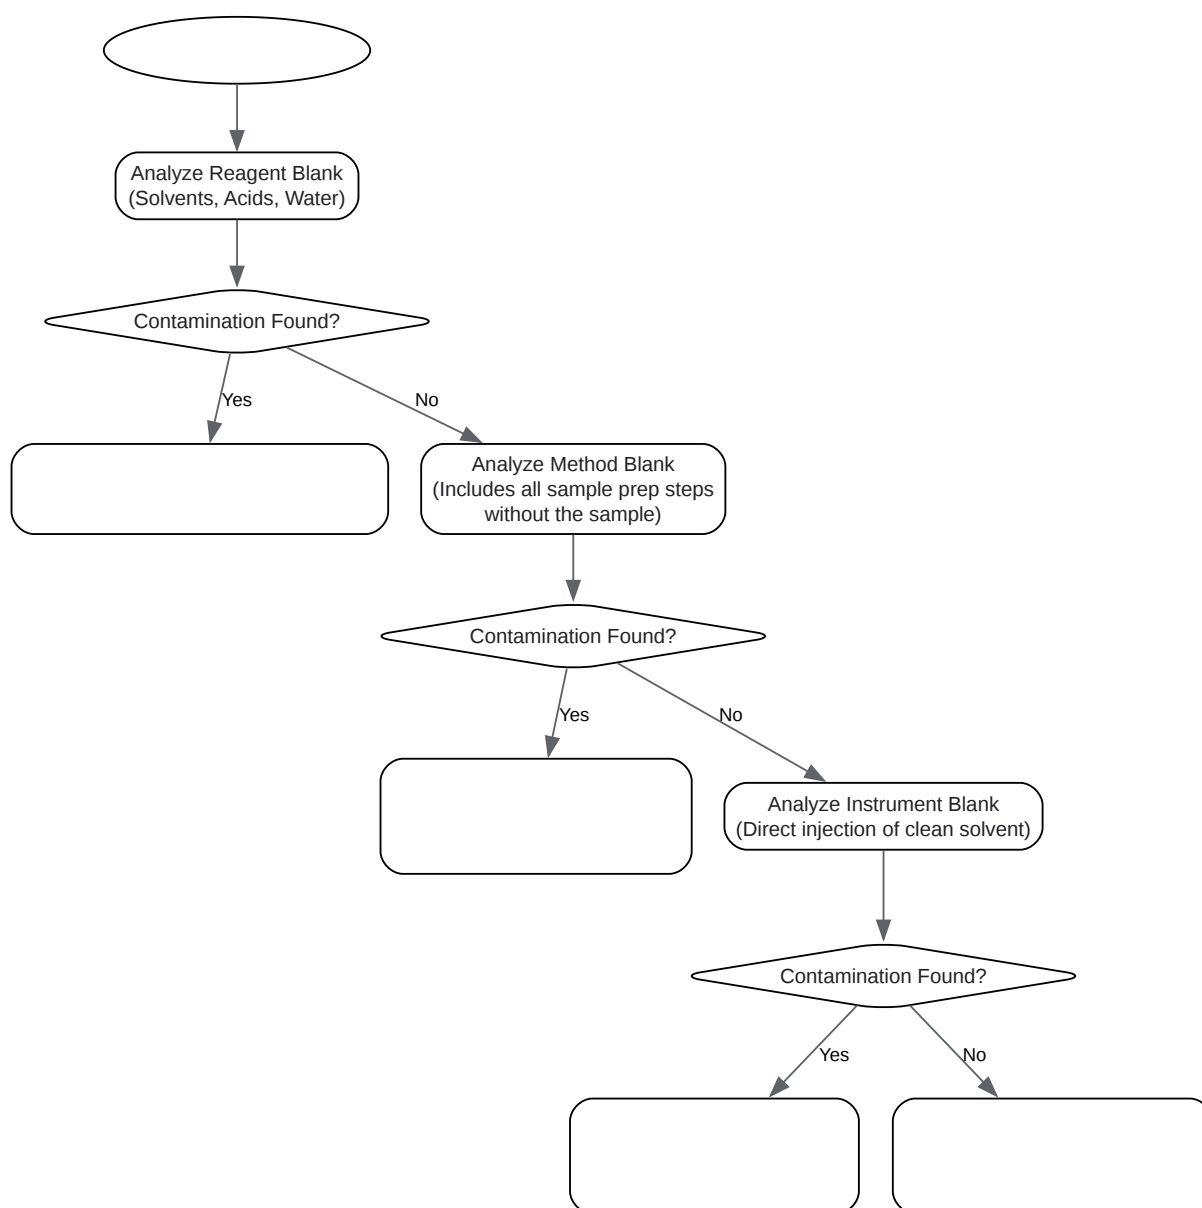 Analyze Reagent Blank
(Solvents, Acids, Water)
Contamination Found?
Yes
No
Analyze Method Blank
(Includes all sample prep steps
without the sample)
Contamination Found?
Yes
No
Analyze Instrument Blank
(Direct injection of clean solvent)
Contamination Found?
Yes
No